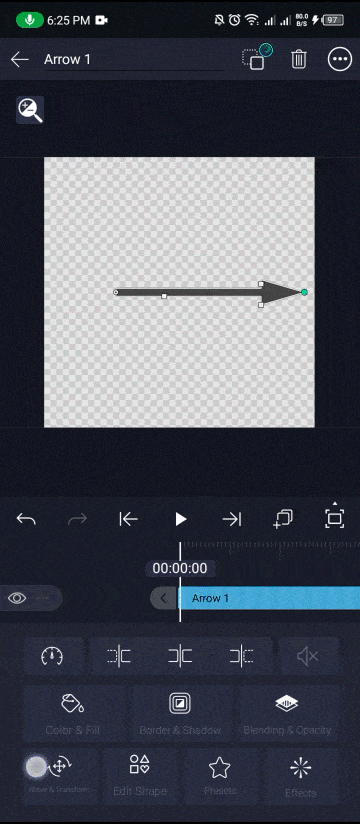 6:25 PM
80.0
B/S
97
Arrow 1
00:00:00
Arrow 1
Color & Fill
Border & Shadow
Blending & Opacity
Move & Transform
Edit Shape
Presets
Effects